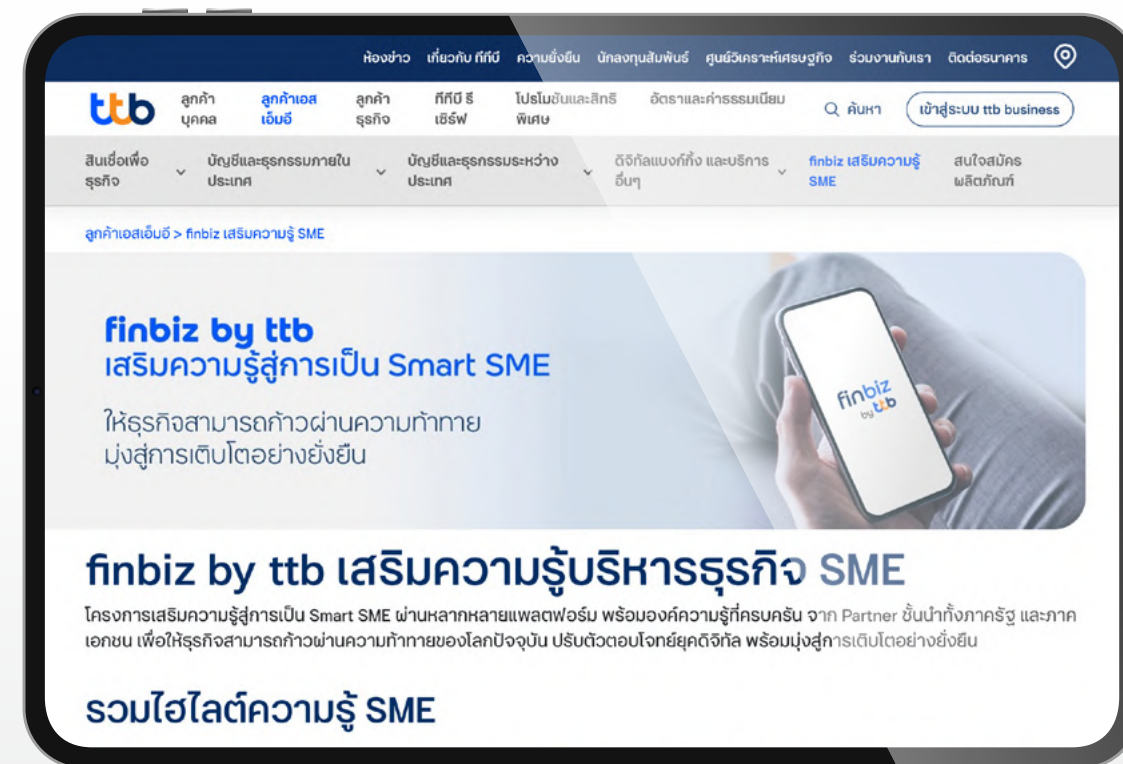 ห้องข่าว เกี่ยวกับ ทีทีบี ความยั่งยืน นักลงทุนสัมพันธ์ ศูนย์วิเคราะห์เศรษฐกิจ ร่วมงานกับเรา ติดต่อธนาคาร
ttb
ลูกค้า
บุคคล
ลูกค้าเอส
เอ็มอี
ลูกค้า
ธุรกิจ
ทีทีบี รี
เซิร์ฟ
โปรโมชันและสิทธิ
พิเศษ
อัตราและค่าธรรมเนียม
ค้นหา
เข้าสู่ระบบ ttb business
สินเชื่อเพื่อ
ธุรกิจ
บัญชีและธุรกรรมภายใน
ประเทศ
บัญชีและธุรกรรมระหว่าง
ประเทศ
ดิจิทัลแบงก์กิ้ง และบริการ
อื่นๆ
finbiz เสริมความรู้
SME
สนใจสมัคร
ผลิตภัณฑ์
ลูกค้าเอสเอ็มอี > finbiz เสริมความรู้ SME
finbiz by ttb
เสริมความรู้สู่การเป็น Smart SME
ให้ธุรกิจสามารถก้าวผ่านความท้าทาย
มุ่งสู่การเติบโตอย่างยั่งยืน
finbiz
by ttb
finbiz by ttb เสริมความรู้บริหารธุรกิจ SME
โครงการเสริมความรู้สู่การเป็น Smart SME ผ่านหลากหลายแพลตฟอร์ม พร้อมองค์ความรู้ที่ครบครัน จาก Partner ชั้นนำทั้งภาครัฐ และภาค
เอกชน เพื่อให้ธุรกิจสามารถก้าวผ่านความท้าทายของโลกปัจจุบัน ปรับตัวตอบโจทย์ยุคดิจิทัล พร้อมมุ่งสู่การเติบโตอย่างยั่งยืน
รวมไฮไลต์ความรู้ SME